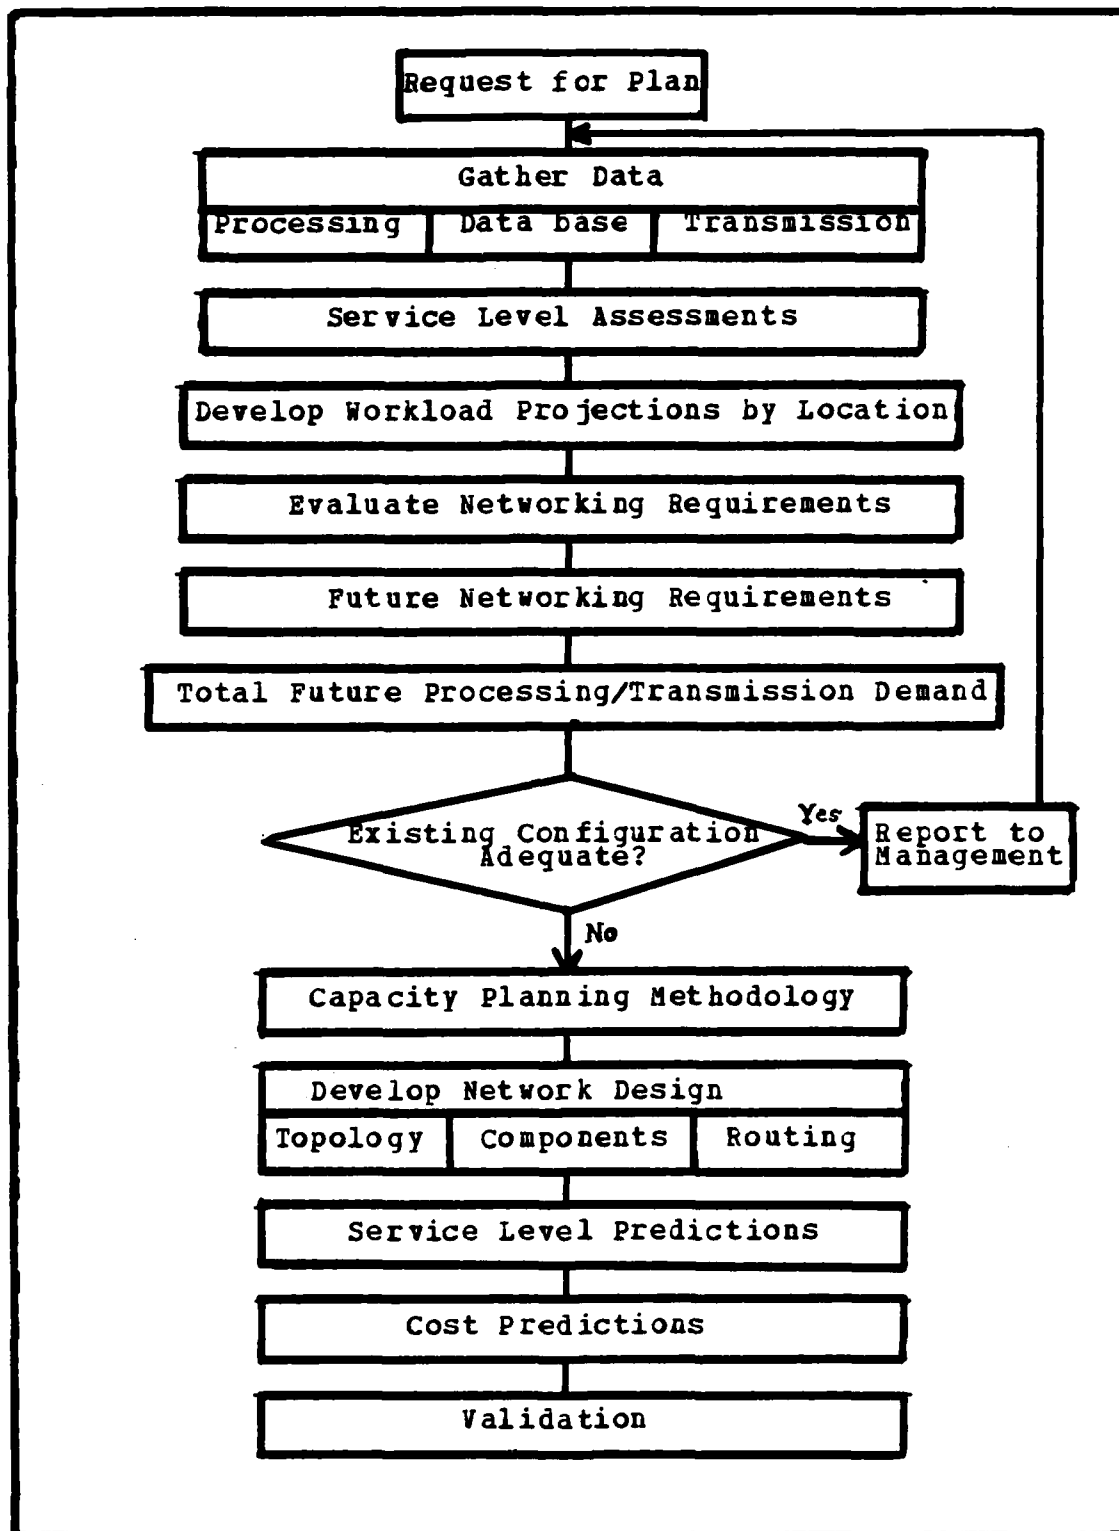 Request for Plan
Gather Data
Processing Data base Transmission
Service Level Assessments
Develop Workload Projections by Location
Evaluate Networking Requirements
Future Networking Requirements
Total Future Processing/Transmission Demand
Existing Configuration
Adequate?
Yes
Report to
Management
No
Capacity Planning Methodology
Develop Network Design
Topology Components Routing
Service Level Predictions
Cost Predictions
Validation